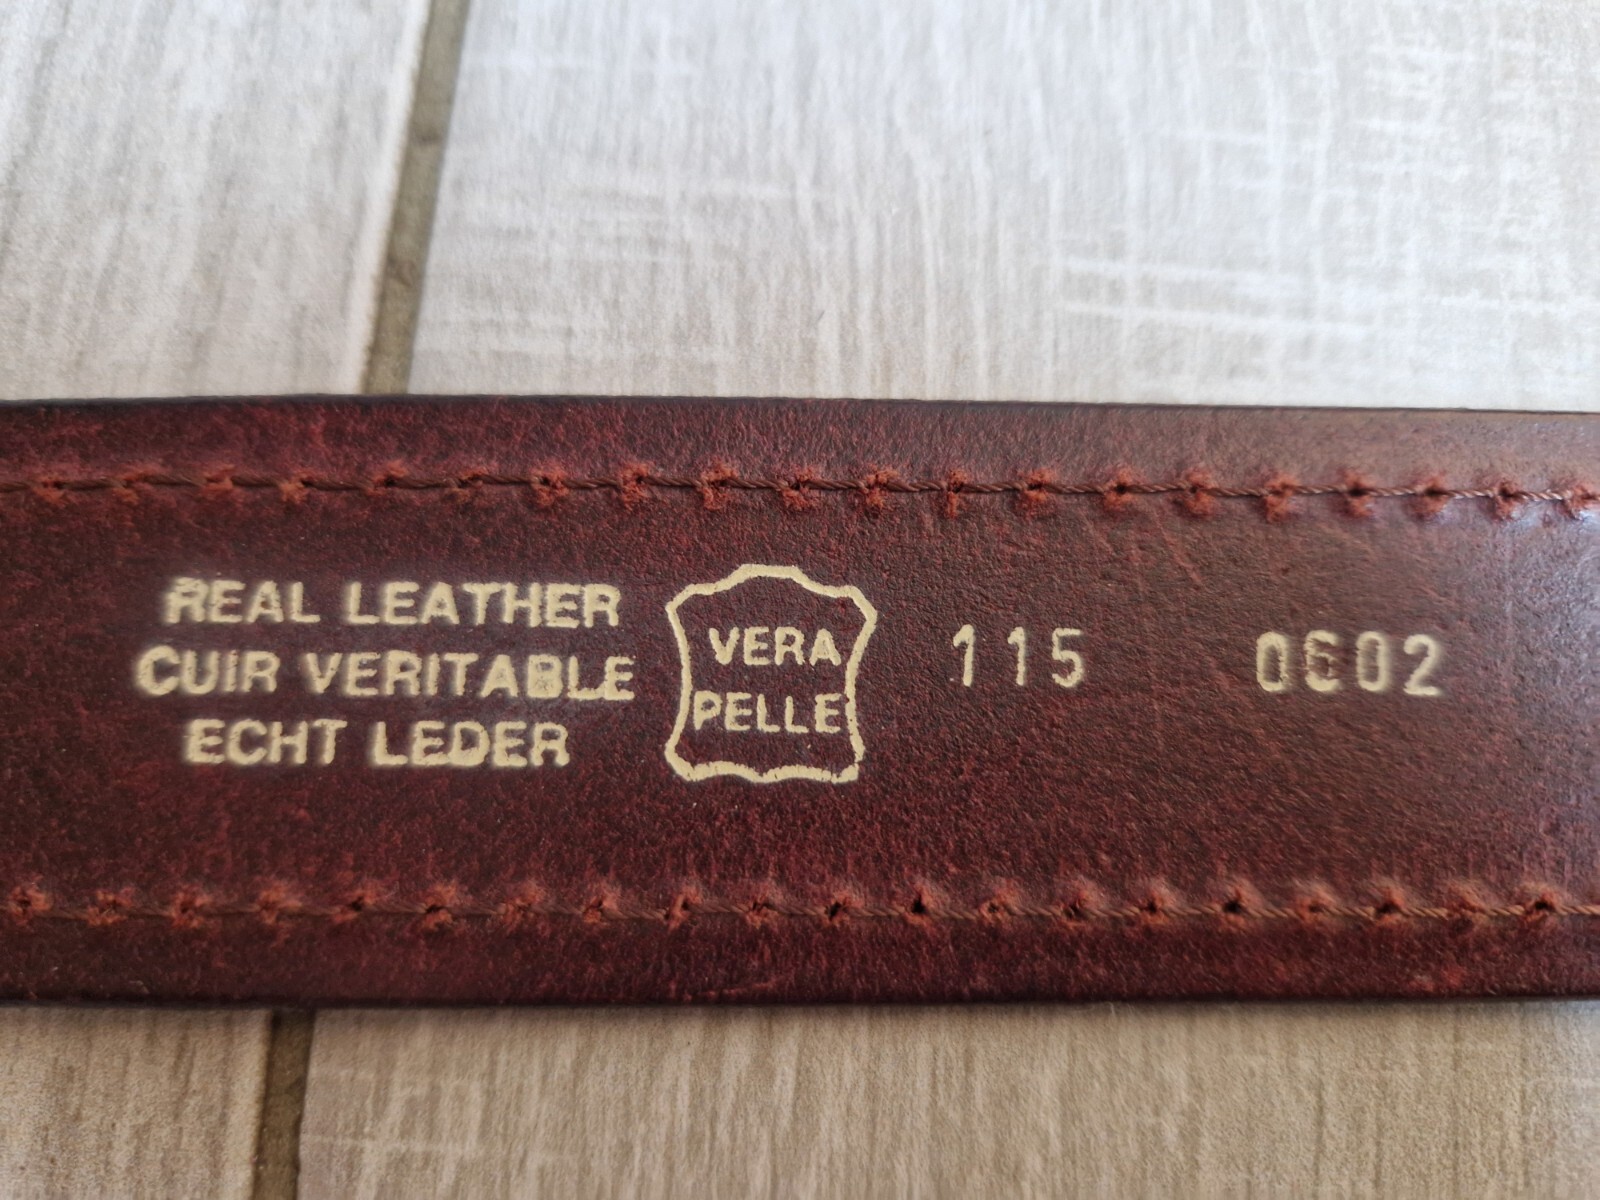 REAL LEATHER
CUIR VERITABLE
ECHT LEDER
VERA
PELLE
115 0602